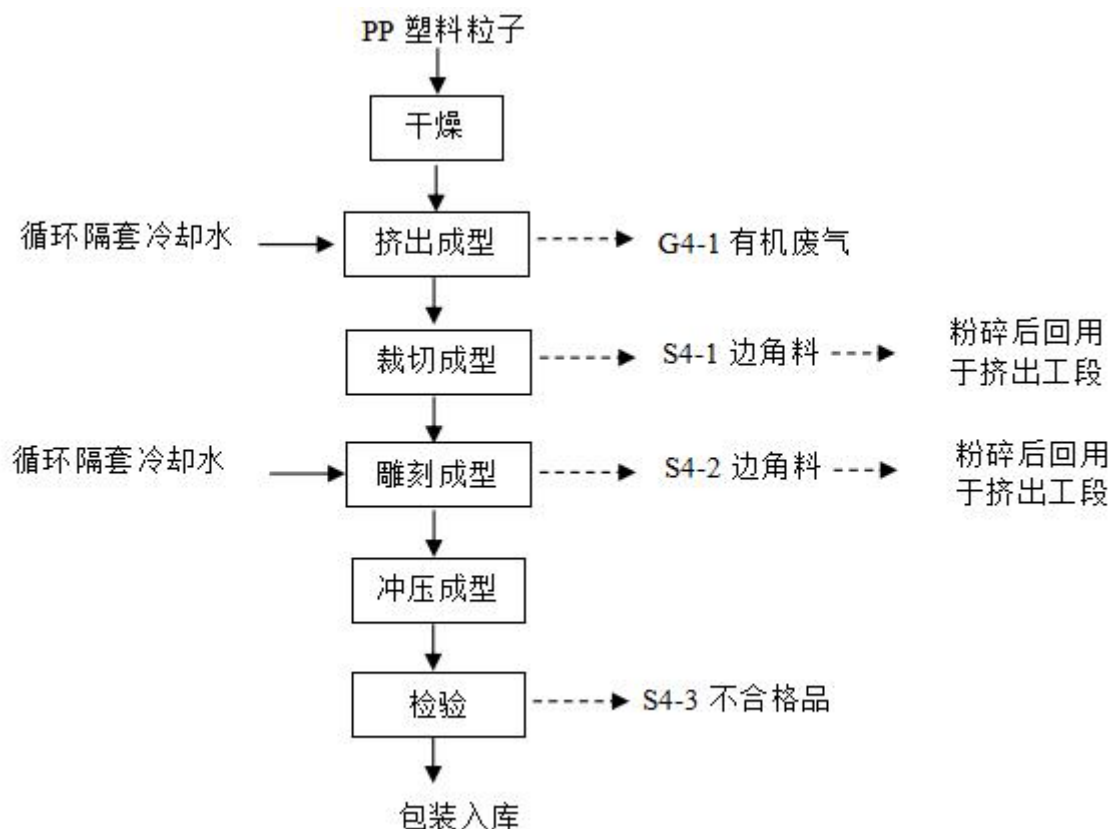 PP 塑料粒子
干燥
循环隔套冷却水
挤出成型
G4-1 有机废气
裁切成型
S4-1 边角料
粉碎后回用
于挤出工段
循环隔套冷却水
雕刻成型
S4-2 边角料
粉碎后回用
于挤出工段
冲压成型
检验
S4-3 不合格品
包装入库